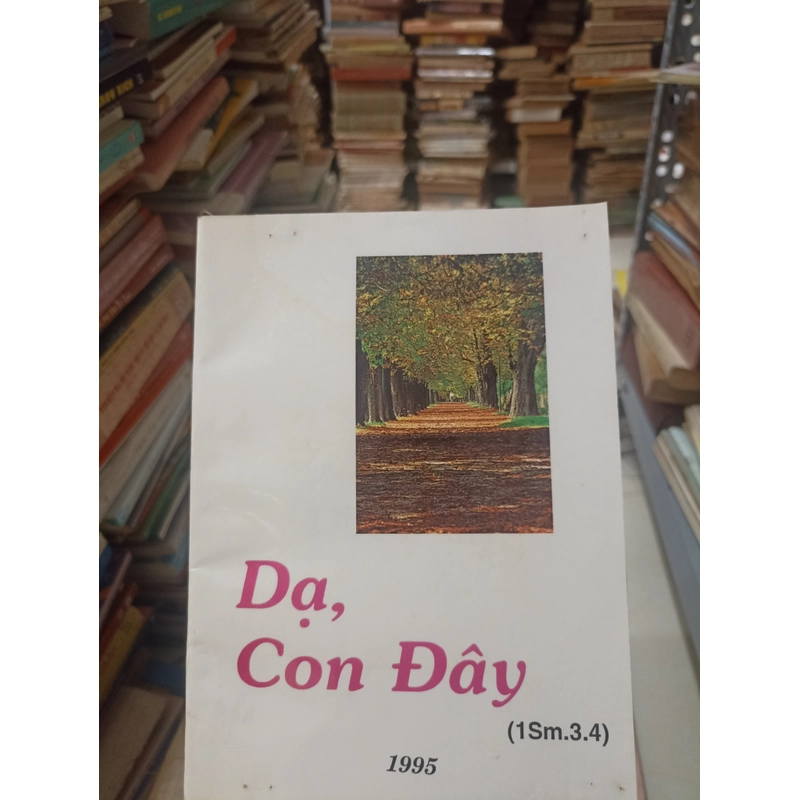 Dạ,
Con Đây
(1Sm.3.4)
1995